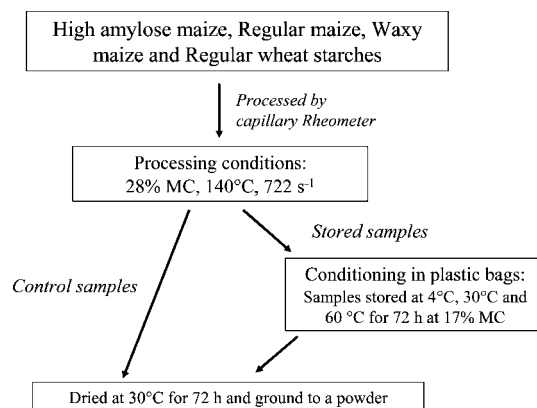 High amylose maize, Regular maize, Waxy
maize and Regular wheat starches
Processed by
capillary Rheometer
Processing conditions:
28% MC, 140°C, 722 s⁻¹
Stored samples
Control samples
Conditioning in plastic bags:
Samples stored at 4°C, 30°C and
60 °C for 72 h at 17% MC
Dried at 30°C for 72 h and ground to a powder